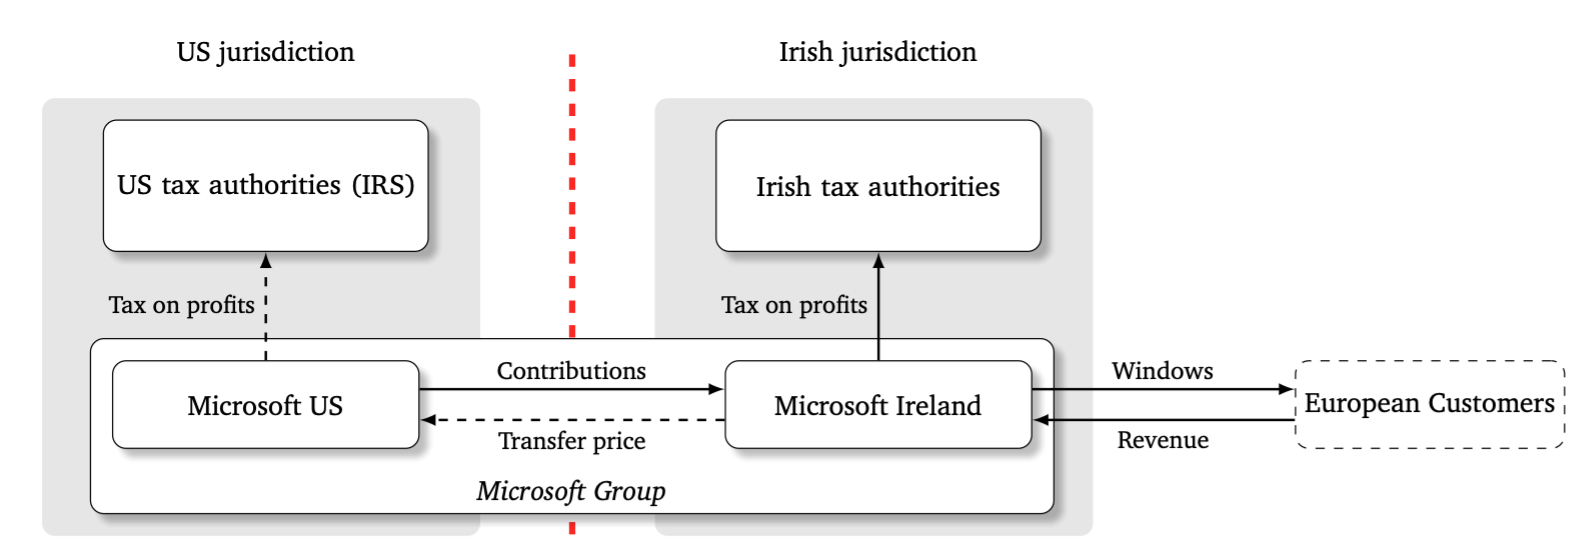 US jurisdiction
Irish jurisdiction
US tax authorities (IRS)
Irish tax authorities
Tax on profits
Tax on profits
Microsoft US
Contributions
Transfer price
Microsoft Ireland
Windows
Revenue
European Customers
Microsoft Group